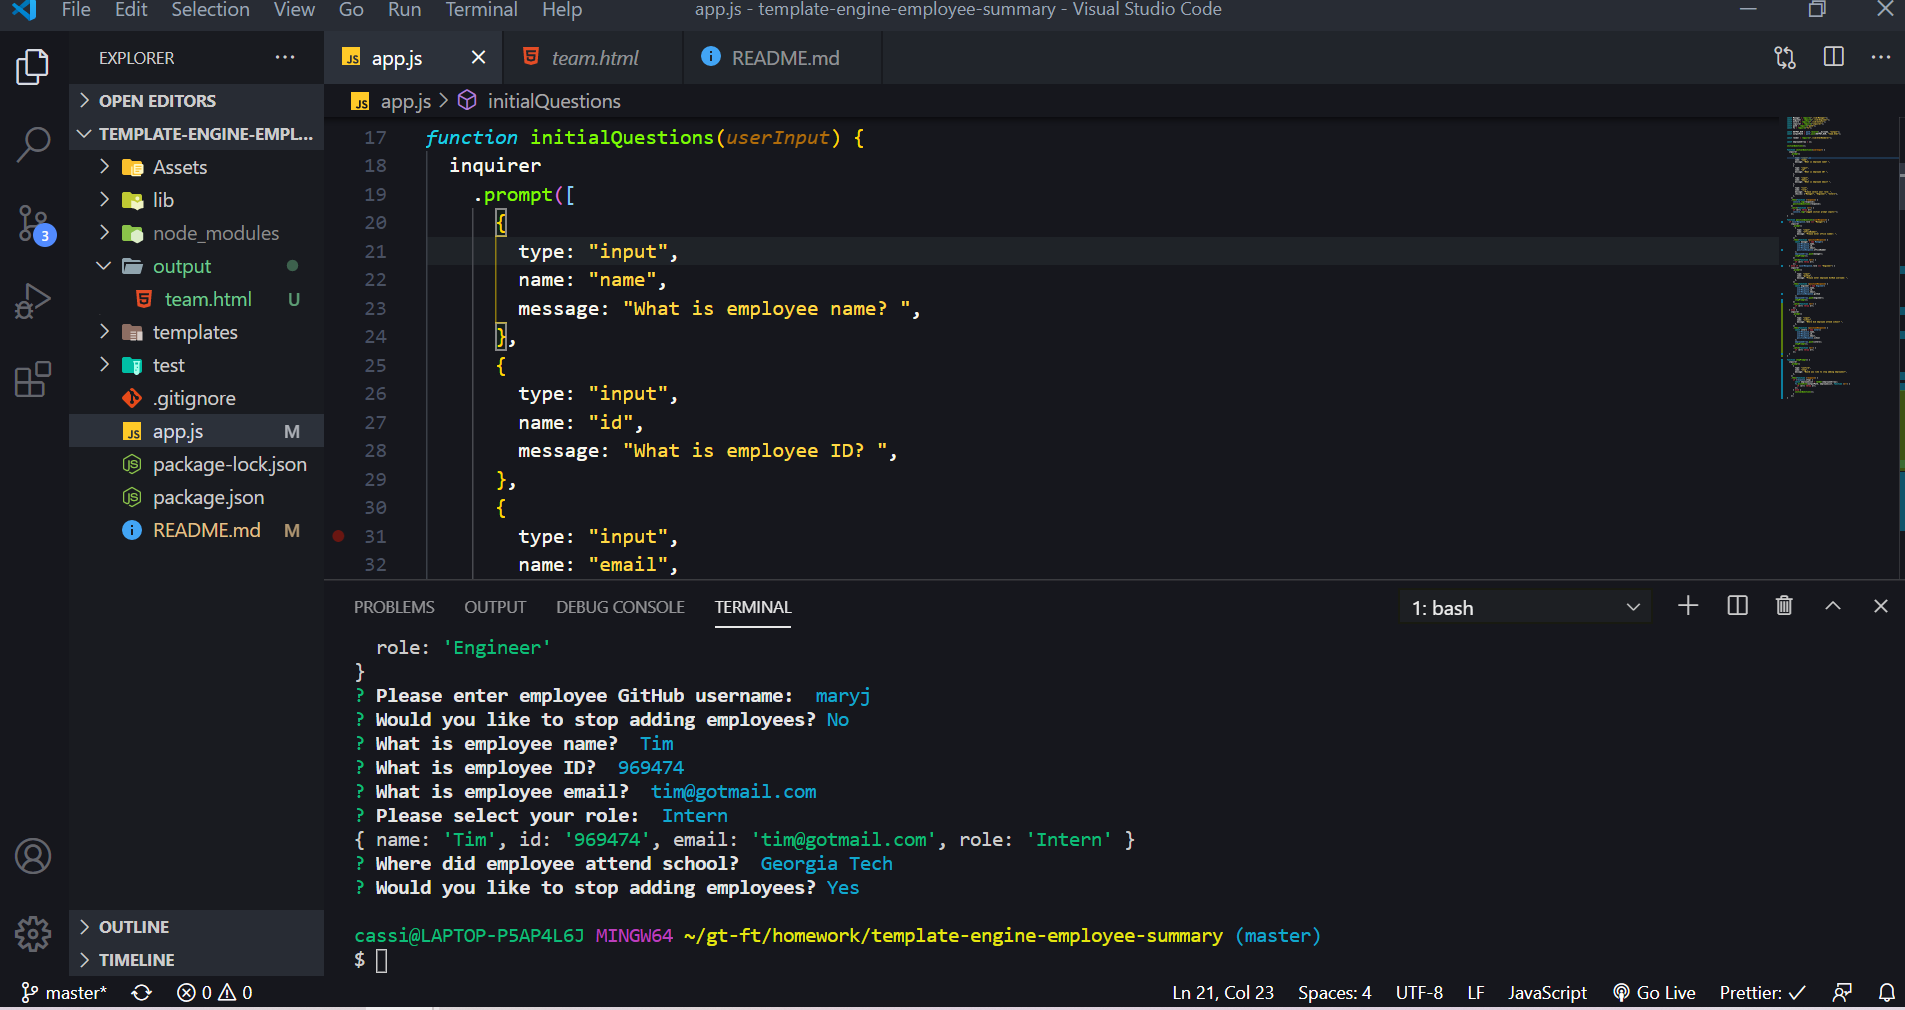 File Edit Selection View Go Run Terminal Help app.js - template-engine-employee-summary - Visual Studio Code
EXPLORER ···
JS app.js
team.html
README.md
OPEN EDITORS
TEMPLATE-ENGINE-EMPL...
JS app.js > initialQuestions
Assets
lib
node_modules
output
team.html U
templates
test
.gitignore
JS app.js M
package-lock.json
package.json
README.md M
3
17 function initialQuestions(userInput) {
18 inquirer
19 .prompt([
20 {
21 type: "input",
22 name: "name",
23 message: "What is employee name? ",
24 },
25 {
26 type: "input",
27 name: "id",
28 message: "What is employee ID? ",
29 },
30 {
31 type: "input",
32 name: "email",
PROBLEMS OUTPUT DEBUG CONSOLE TERMINAL 1: bash
role: 'Engineer'
}
? Please enter employee GitHub username: maryj
? Would you like to stop adding employees? No
? What is employee name? Tim
? What is employee ID? 969474
? What is employee email? tim@gotmail.com
? Please select your role: Intern
{ name: 'Tim', id: '969474', email: 'tim@gotmail.com', role: 'Intern' }
? Where did employee attend school? Georgia Tech
? Would you like to stop adding employees? Yes
cassi@LAPTOP-P5AP4L6J MINGW64 ~/gt-ft/homework/template-engine-employee-summary (master)
$
OUTLINE
TIMELINE
master* 0 0 Ln 21, Col 23 Spaces: 4 UTF-8 LF JavaScript Go Live Prettier: ✓